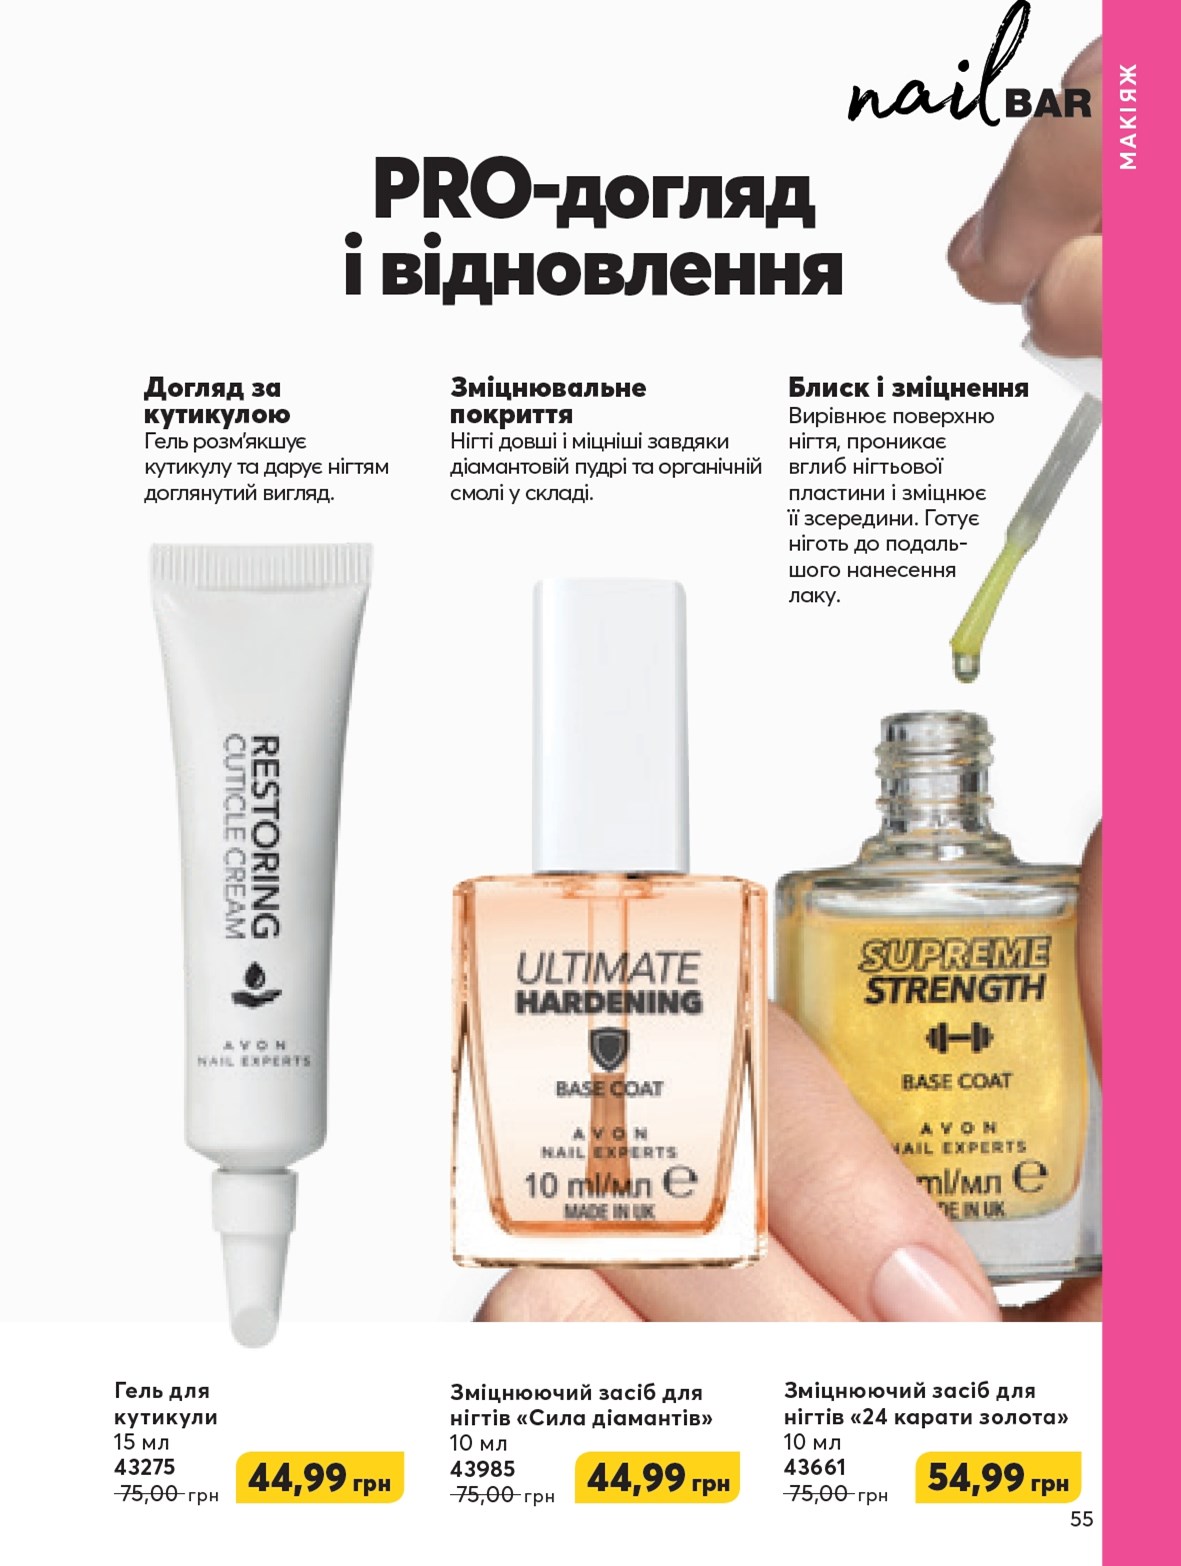 nail BAR
МАКІЯЖ
PRO-догляд
і відновлення
Догляд за
кутикулою
Гель розм’якшує
кутикулу та дарує нігтям
доглянутий вигляд.
Зміцнювальне
покриття
Нігті довші і міцніші завдяки
діамантовій пудрі та органічній
смолі у складі.
Блиск і зміцнення
Вирівнює поверхню
нігтя, проникає
вглиб нігтьової
пластини і зміцнює
її зсередини. Готує
ніготь до подаль-
шого нанесення
лаку.
RESTORING
CUTICLE CREAM
AVON
NAIL EXPERTS
ULTIMATE
HARDENING
BASE COAT
AVON
NAIL EXPERTS
10 ml/мл ℮
MADE IN UK
SUPREME
STRENGTH
BASE COAT
AVON
NAIL EXPERTS
ml/мл ℮
DE IN UK
Гель для
кутикули
15 мл
43275
75,00 грн
44,99 грн
Зміцнюючий засіб для
нігтів «Сила діамантів»
10 мл
43985
75,00 грн
44,99 грн
Зміцнюючий засіб для
нігтів «24 карати золота»
10 мл
43661
75,00 грн
54,99 грн
55